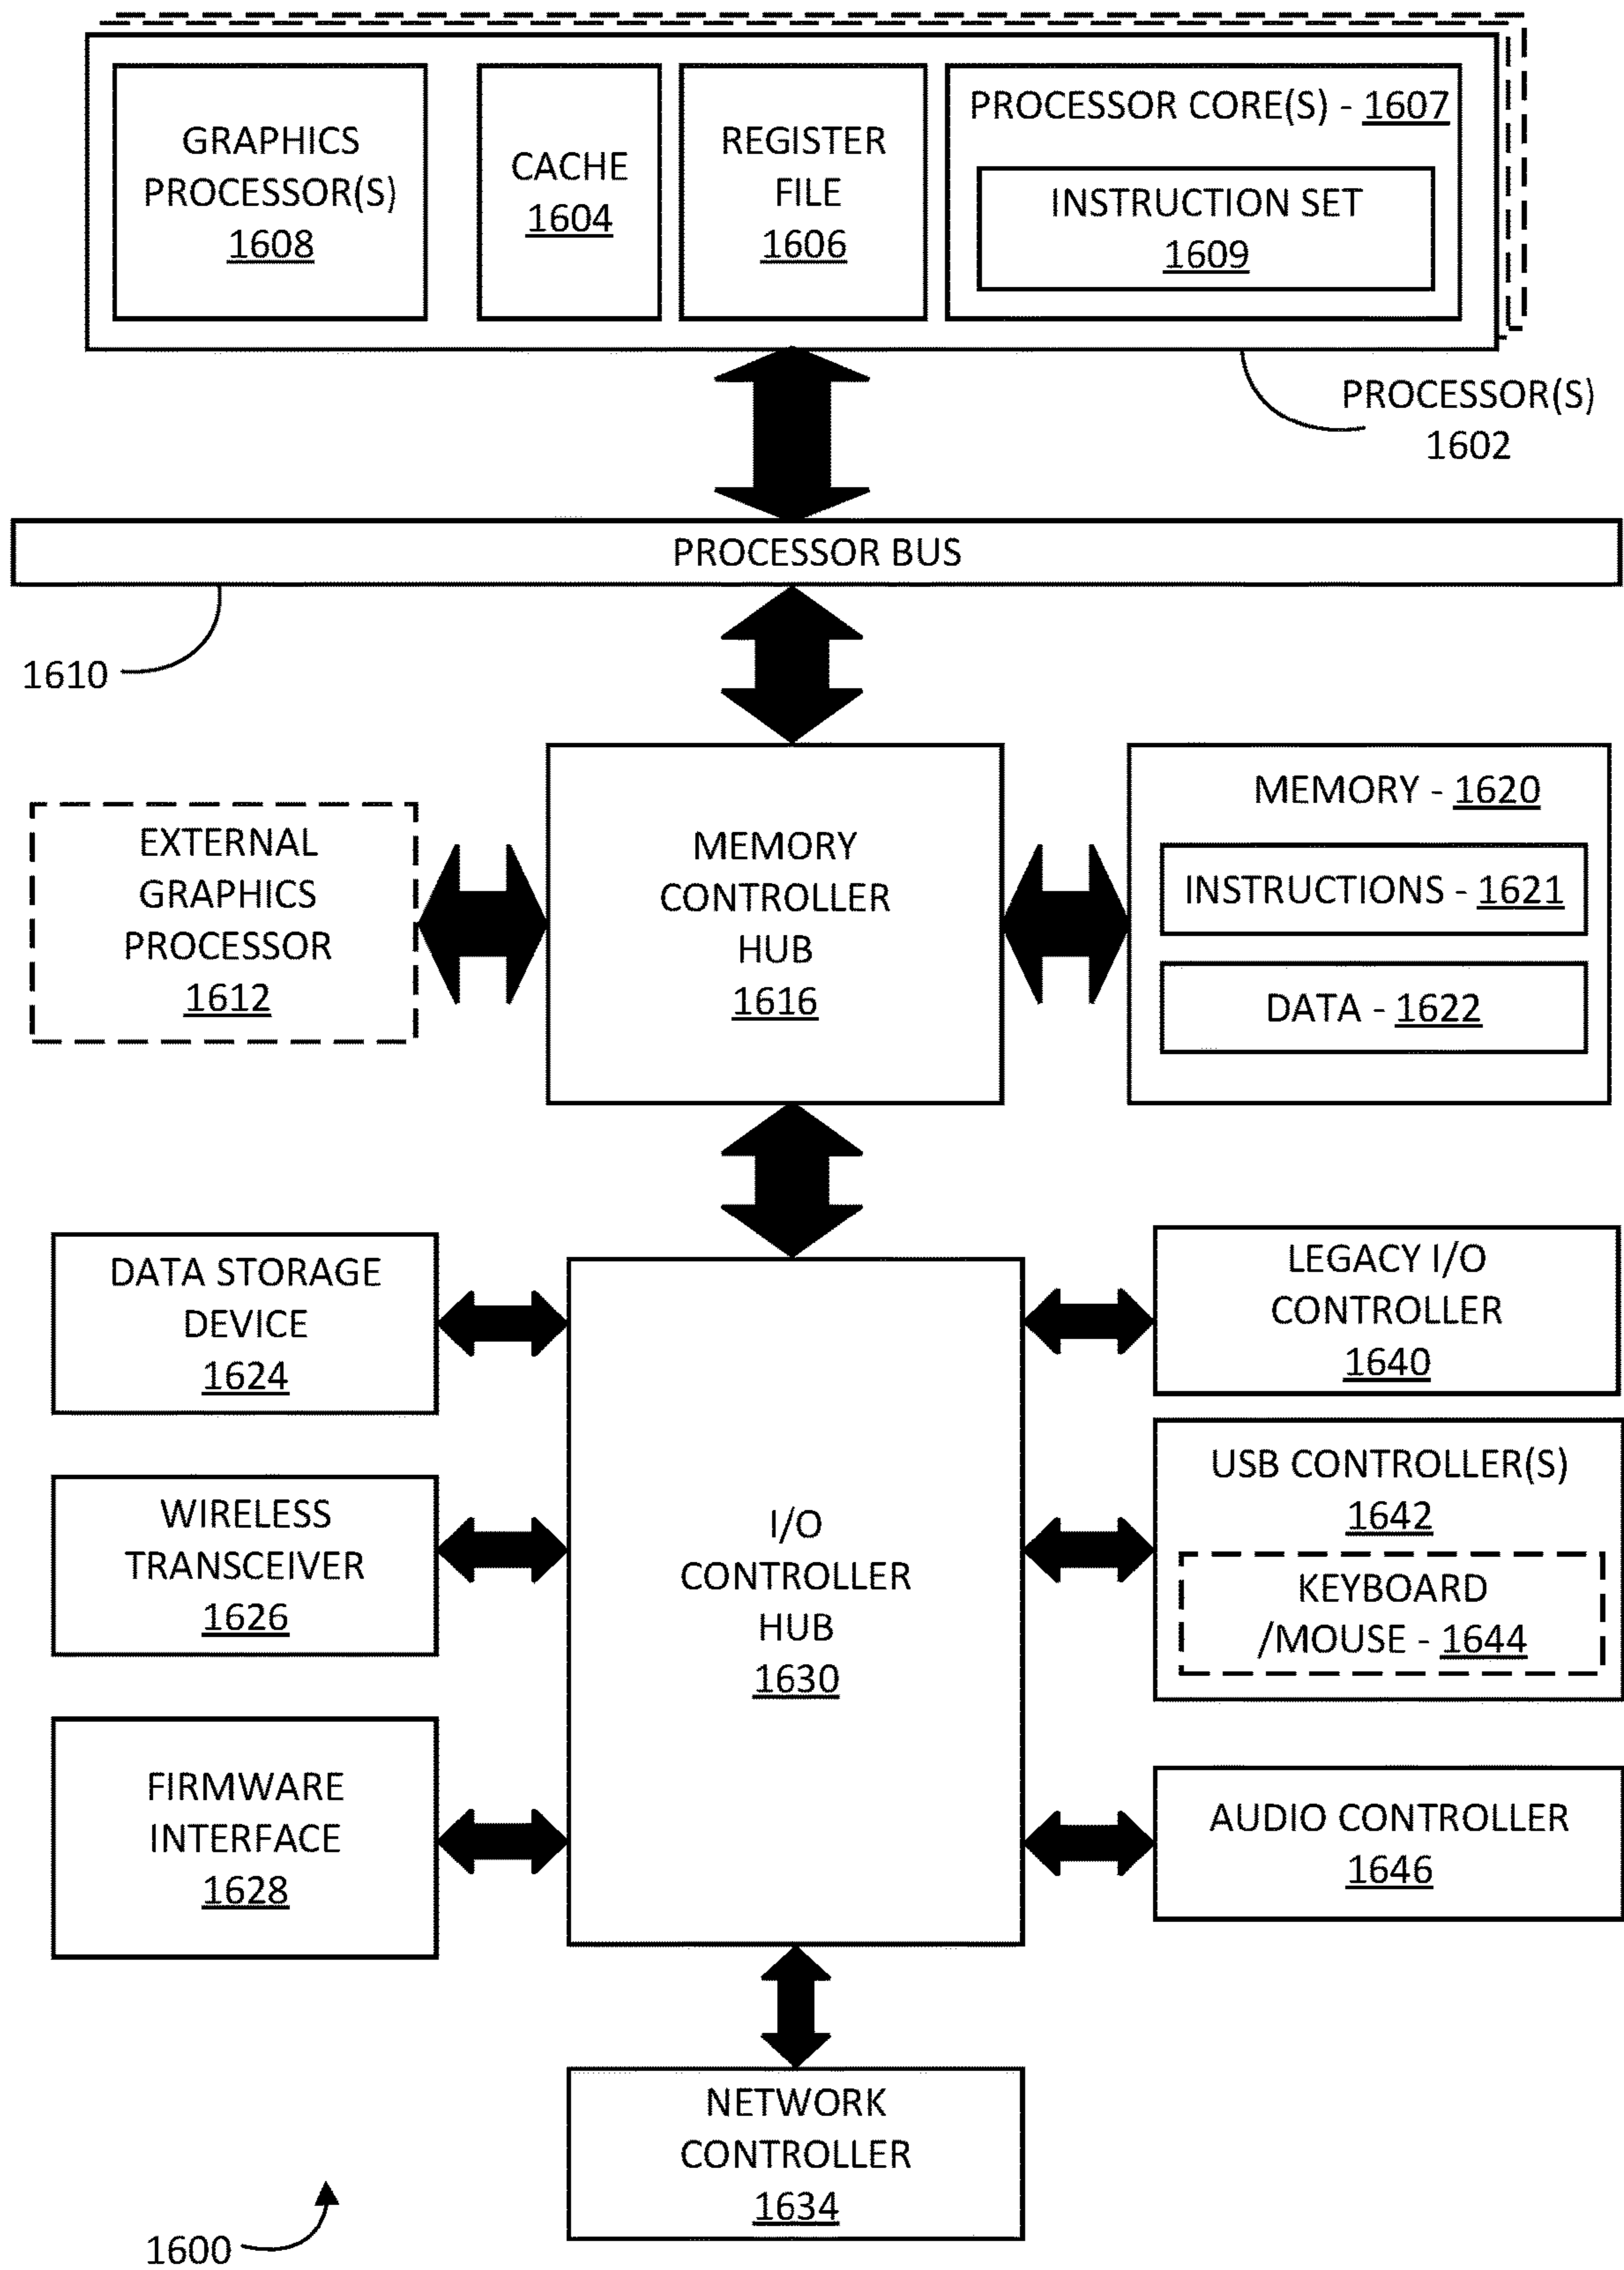 GRAPHICS
PROCESSOR(S)
1608
CACHE
1604
REGISTER
FILE
1606
PROCESSOR CORE(S) - 1607
INSTRUCTION SET
1609
PROCESSOR(S)
1602
PROCESSOR BUS
1610
EXTERNAL
GRAPHICS
PROCESSOR
1612
MEMORY
CONTROLLER
HUB
1616
MEMORY - 1620
INSTRUCTIONS - 1621
DATA - 1622
DATA STORAGE
DEVICE
1624
WIRELESS
TRANSCEIVER
1626
FIRMWARE
INTERFACE
1628
I/O
CONTROLLER
HUB
1630
LEGACY I/O
CONTROLLER
1640
USB CONTROLLER(S)
1642
KEYBOARD
/MOUSE - 1644
AUDIO CONTROLLER
1646
NETWORK
CONTROLLER
1634
1600